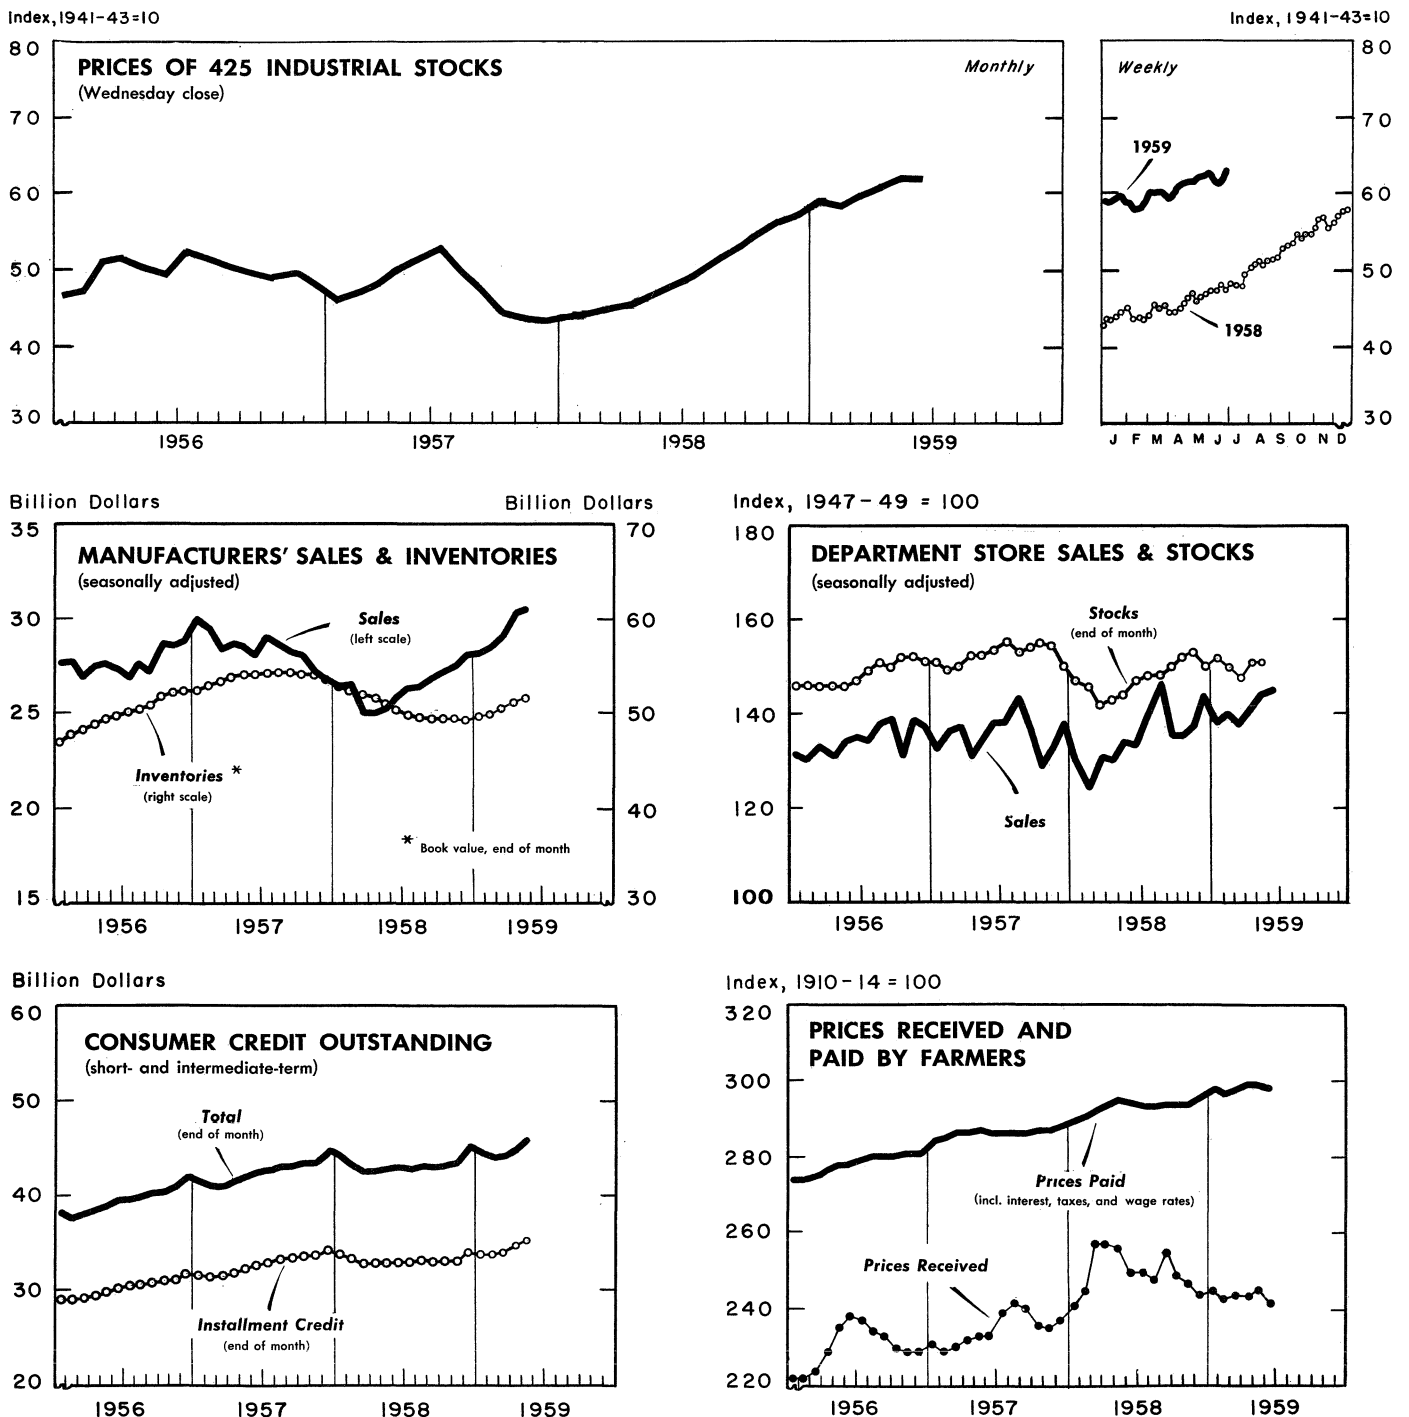 Index,1941-43=10
Index, 1941-43=10
PRICES OF 425 INDUSTRIAL STOCKS
(Wednesday close)
Monthly
80
70
60
50
40
30
1956
1957
1958
1959
Weekly
1959
1958
80
70
60
50
40
30
J F M A M J J A S O N D
Billion Dollars
Billion Dollars
MANUFACTURERS' SALES & INVENTORIES
(seasonally adjusted)
35
30
25
20
15
70
60
50
40
30
Sales
(left scale)
Inventories *
(right scale)
* Book value, end of month
1956
1957
1958
1959
Index, 1947-49 = 100
DEPARTMENT STORE SALES & STOCKS
(seasonally adjusted)
180
160
140
120
100
Stocks
(end of month)
Sales
1956
1957
1958
1959
Billion Dollars
CONSUMER CREDIT OUTSTANDING
(short- and intermediate-term)
60
50
40
30
20
Total
(end of month)
Installment Credit
(end of month)
1956
1957
1958
1959
Index, 1910-14 = 100
PRICES RECEIVED AND
PAID BY FARMERS
320
300
280
260
240
220
Prices Paid
(incl. interest, taxes, and wage rates)
Prices Received
1956
1957
1958
1959